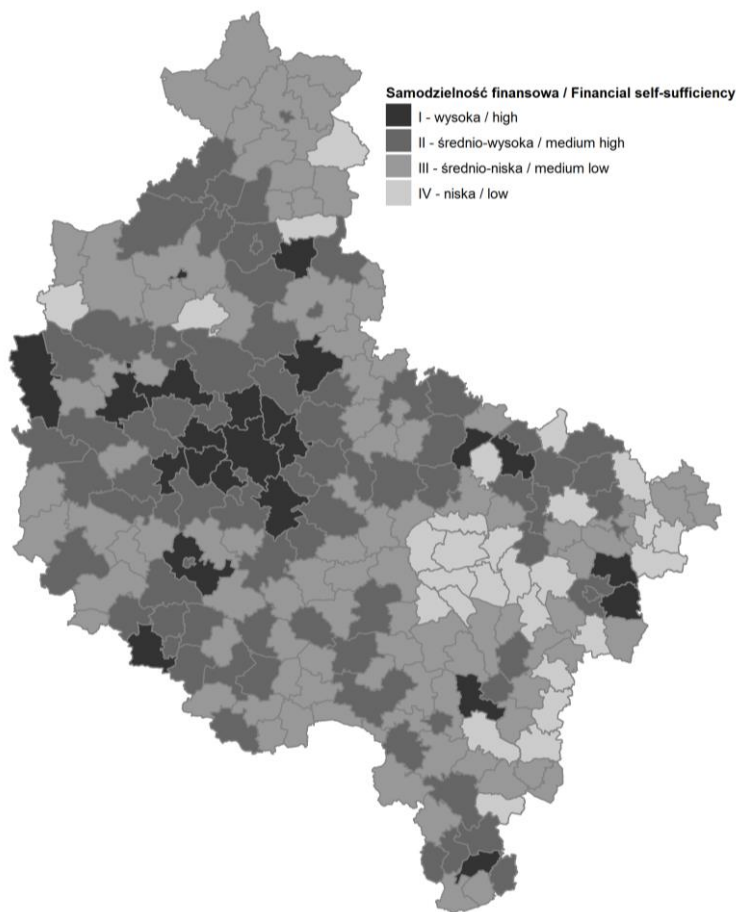 Samodzielność finansowa / Financial self-sufficiency
I - wysoka / high
II - średnio-wysoka / medium high
III - średnio-niska / medium low
IV - niska / low